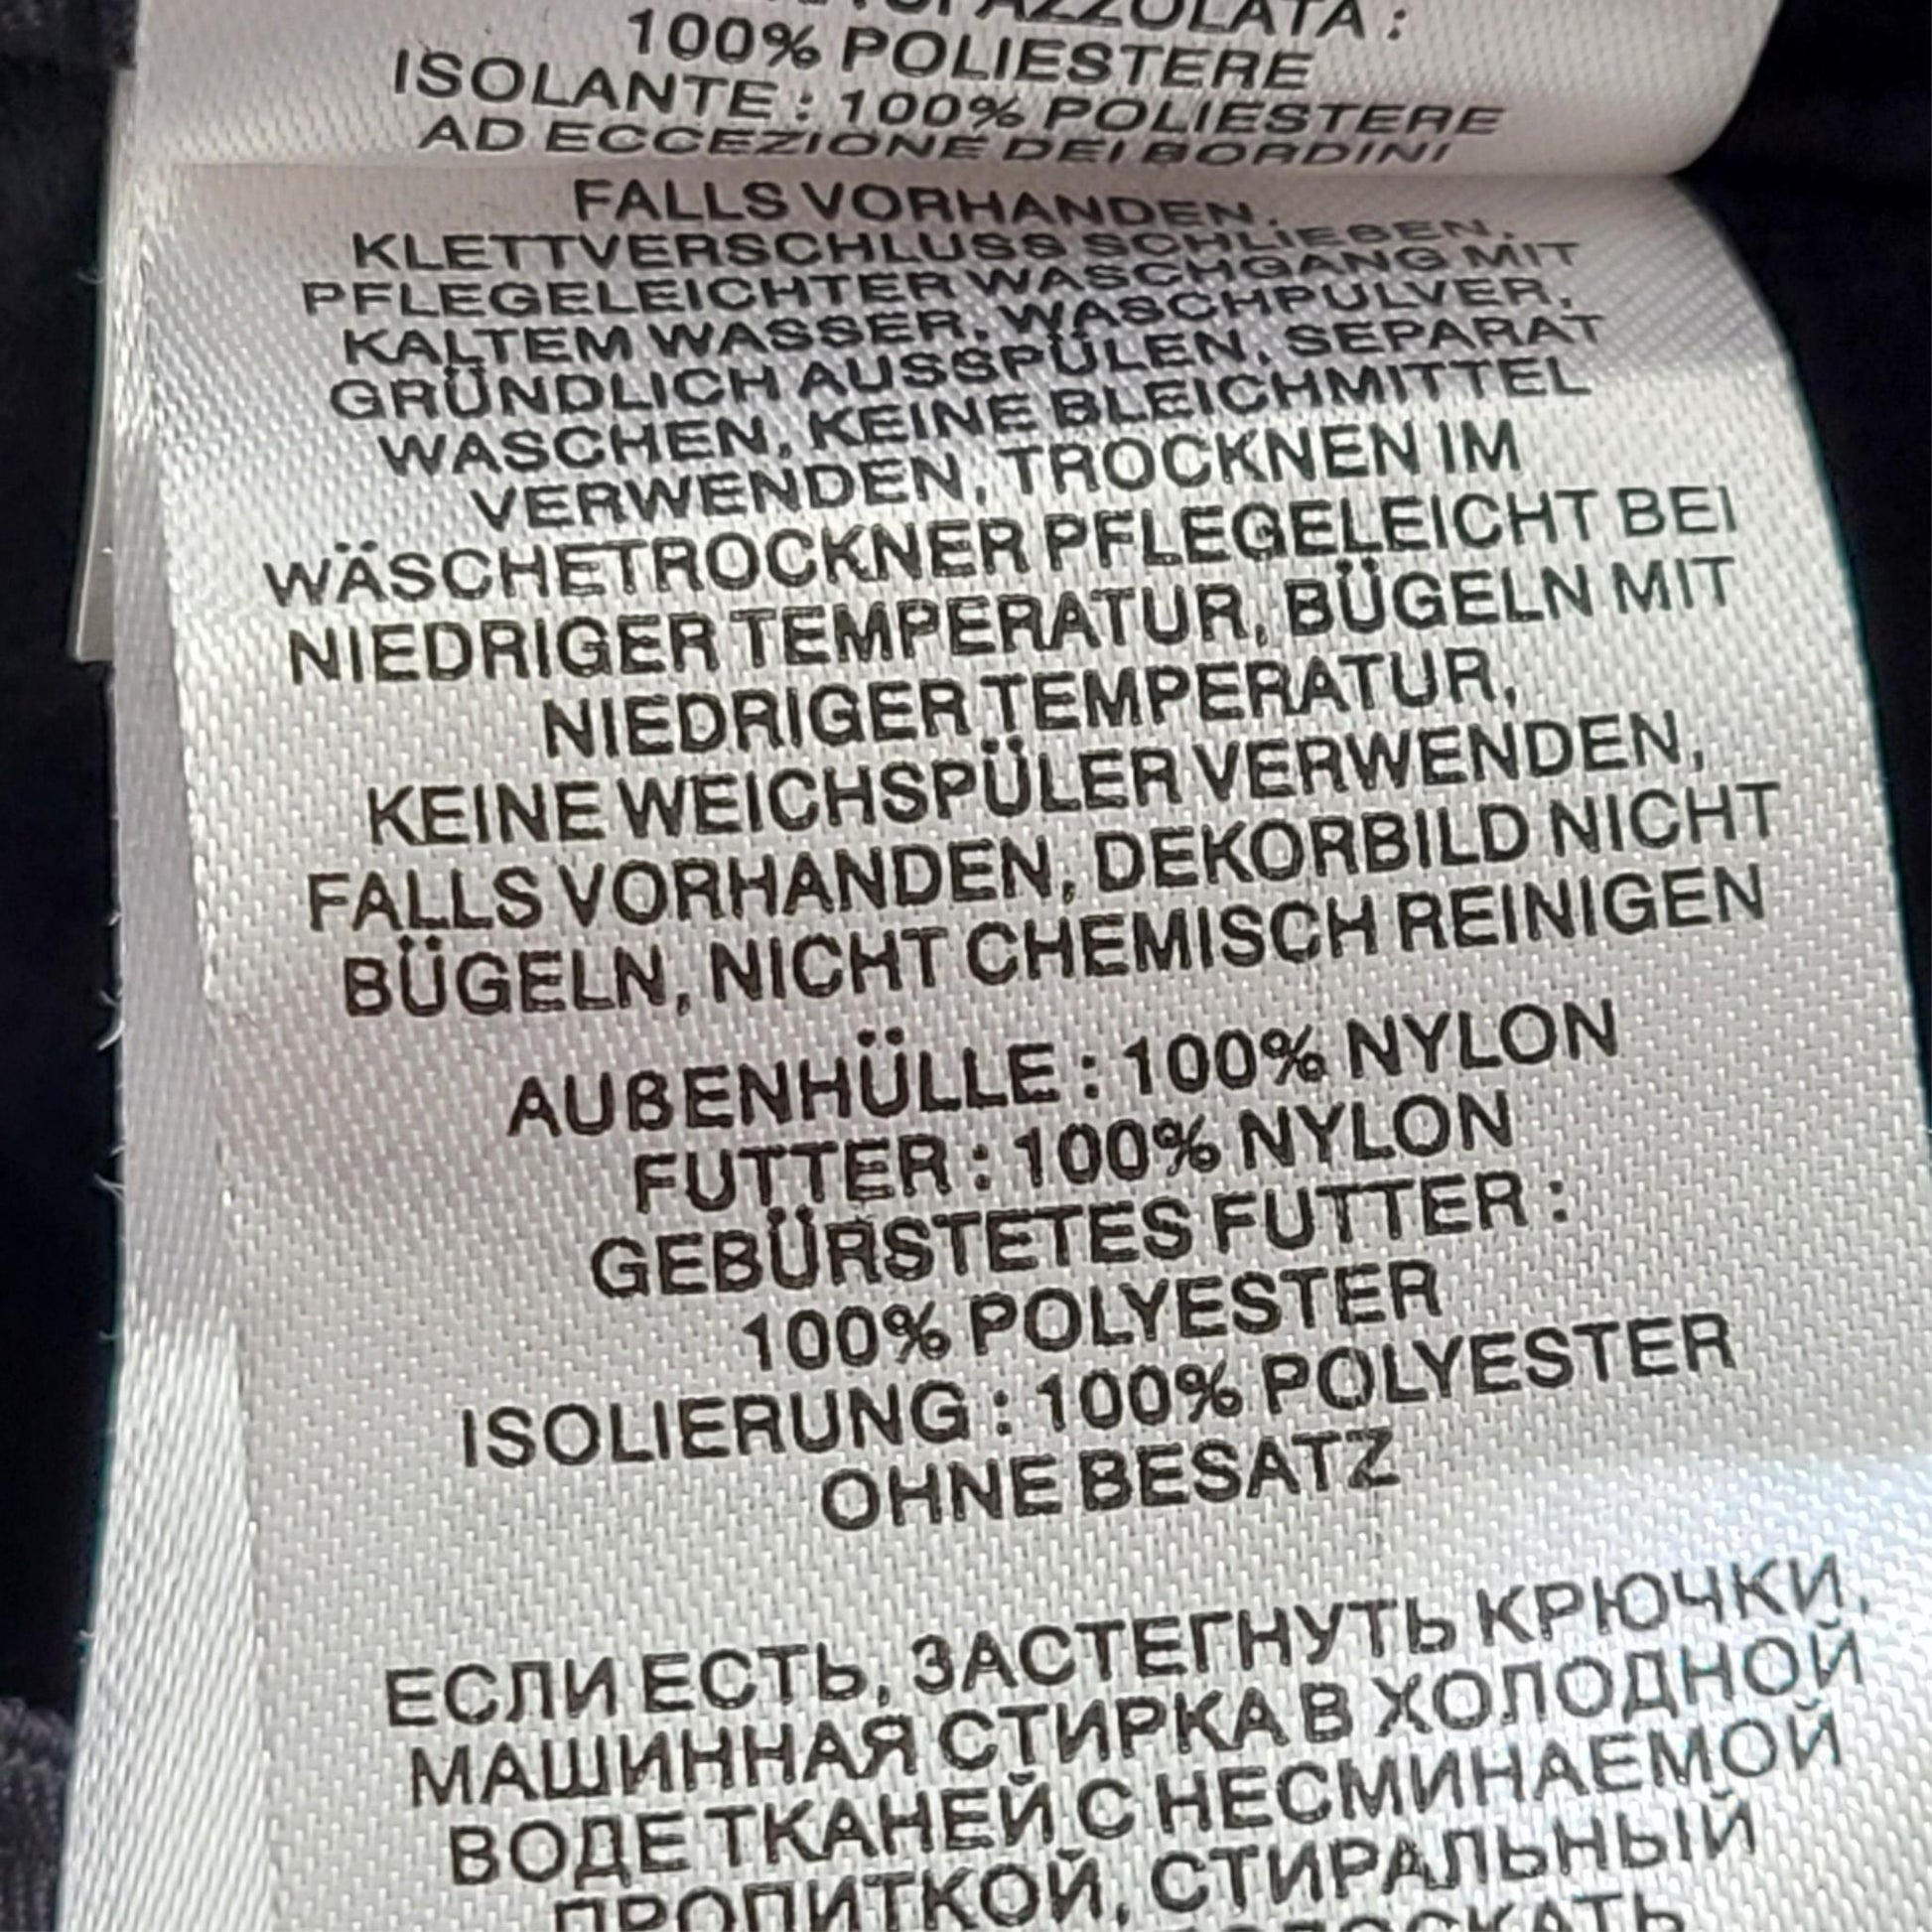 100% POLIESTERE
ISOLANTE : 100% POLIESTERE
AD ECCEZIONE DEI BORDINI
FALLS VORHANDEN,
KLETTVERSCHLUSS SCHLIEßEN,
PFLEGELEICHTER WASCHGANG MIT
KALTEM WASSER, WASCHPULVER,
GRÜNDLICH AUSSPÜLEN, SEPARAT
WASCHEN, KEINE BLEICHMITTEL
VERWENDEN, TROCKNEN IM
WÄSCHETROCKNER PFLEGELEICHT BEI
NIEDRIGER TEMPERATUR, BÜGELN MIT
NIEDRIGER TEMPERATUR,
KEINE WEICHSPÜLER VERWENDEN,
FALLS VORHANDEN, DEKORBILD NICHT
BÜGELN, NICHT CHEMISCH REINIGEN
AUßENHÜLLE : 100% NYLON
FUTTER : 100% NYLON
GEBÜRSTETES FUTTER :
100% POLYESTER
ISOLIERUNG : 100% POLYESTER
OHNE BESATZ
ЕСЛИ ЕСТЬ, ЗАСТЕГНУТЬ КРЮЧКИ,
МАШИННАЯ СТИРКА В ХОЛОДНОЙ
ВОДЕ ТКАНЕЙ С НЕСМИНАЕМОЙ
ПРОПИТКОЙ, СТИРАЛЬНЫЙ